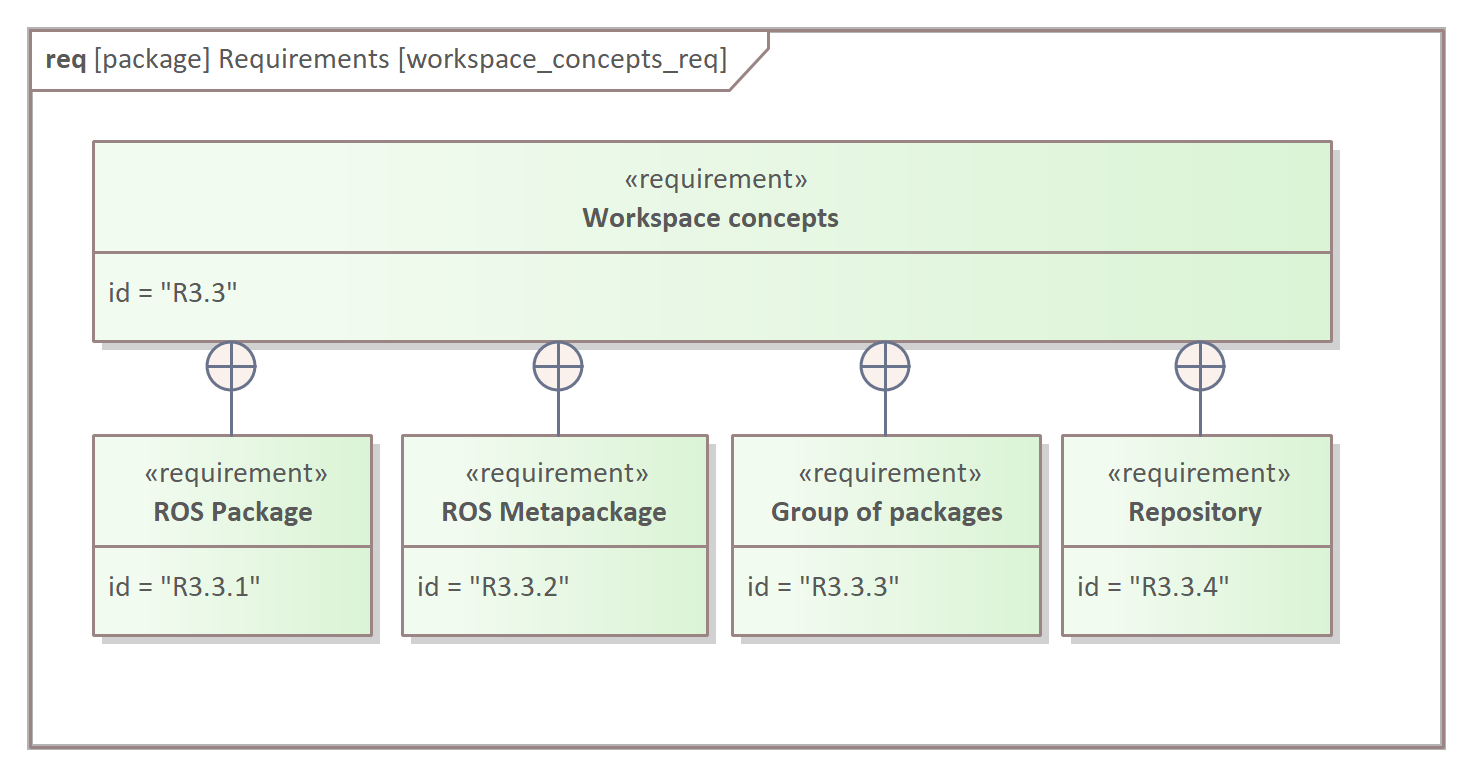 req [package] Requirements [workspace_concepts_req]
«requirement»
Workspace concepts
id = "R3.3"
«requirement»
ROS Package
id = "R3.3.1"
«requirement»
ROS Metapackage
id = "R3.3.2"
«requirement»
Group of packages
id = "R3.3.3"
«requirement»
Repository
id = "R3.3.4"